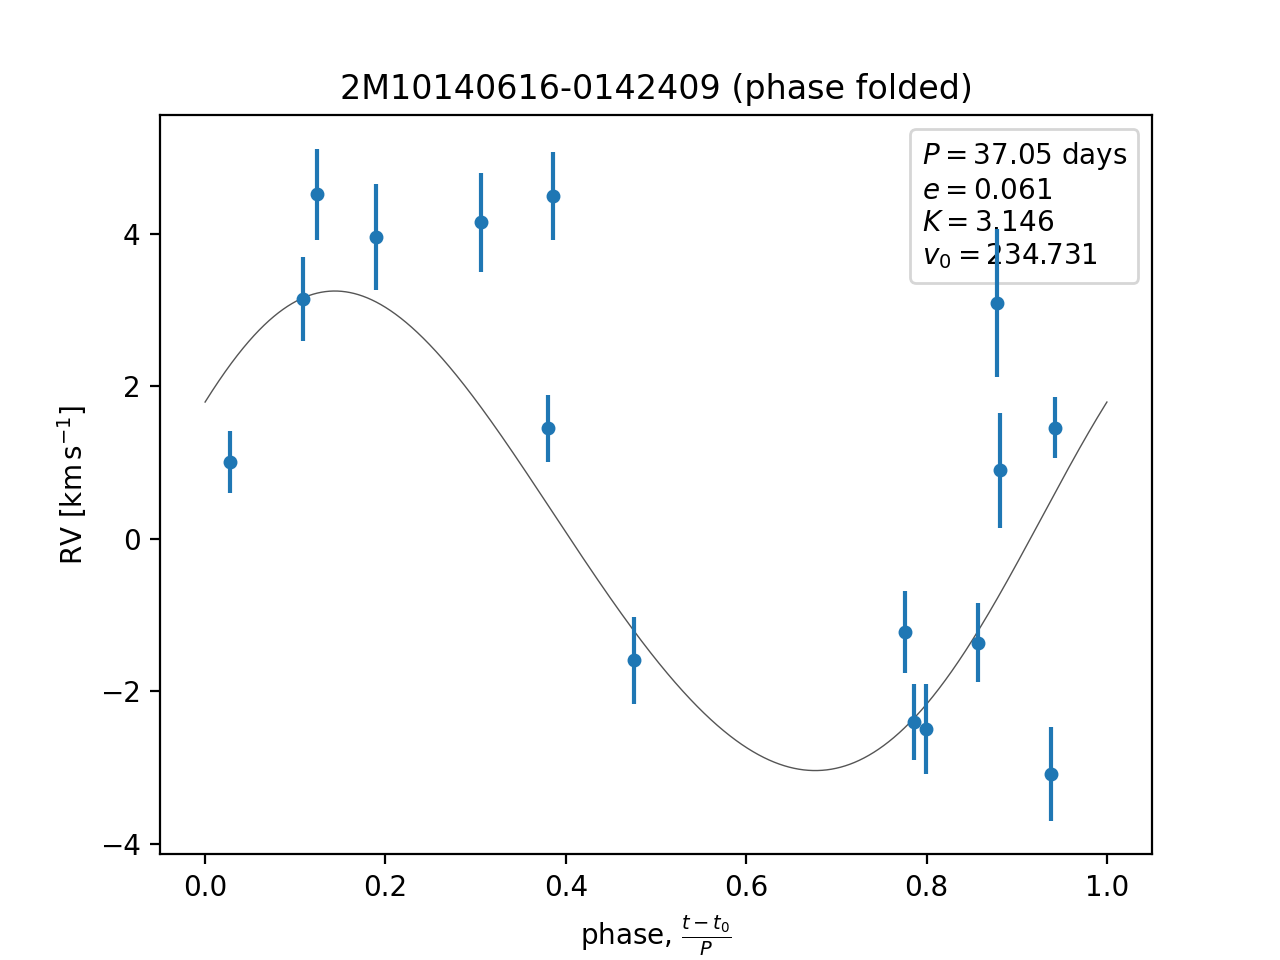 2M10140616-0142409 (phase folded)
P = 37.05 days
e = 0.061
K = 3.146
v₀ = 234.731
4
2
0
−2
−4
RV [km s⁻¹]
0.0 0.2 0.4 0.6 0.8 1.0
phase, (t − t₀)/P